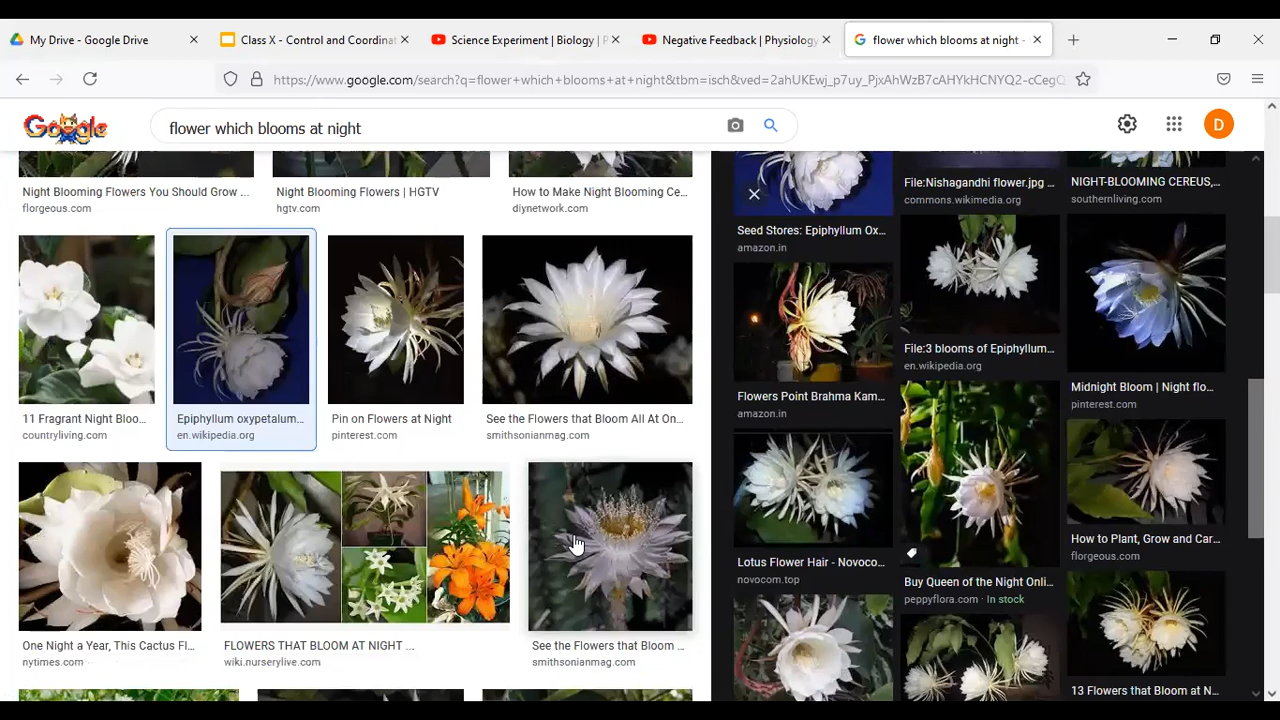 My Drive - Google Drive
Class X - Control and Coordinat
Science Experiment | Biology | P
Negative Feedback | Physiology
flower which blooms at night -
https://www.google.com/search?q=flower+which+blooms+at+night&tbm=isch&ved=2ahUKEwj_p7uy_PjxAhWzB7cAHYkHCNYQ2-cCegQ
Google
flower which blooms at night
D
Night Blooming Flowers You Should Grow ...
florgeous.com
Night Blooming Flowers | HGTV
hgtv.com
How to Make Night Blooming Ce...
diynetwork.com
11 Fragrant Night Bloo...
countryliving.com
Epiphyllum oxypetalum...
en.wikipedia.org
Pin on Flowers at Night
pinterest.com
See the Flowers that Bloom All At On...
smithsonianmag.com
One Night a Year, This Cactus Fl...
nytimes.com
FLOWERS THAT BLOOM AT NIGHT ...
wiki.nurserylive.com
See the Flowers that Bloom ...
smithsonianmag.com
Seed Stores: Epiphyllum Ox...
amazon.in
File:Nishagandhi flower.jpg ...
commons.wikimedia.org
NIGHT-BLOOMING CEREUS,...
southernliving.com
Flowers Point Brahma Kam...
amazon.in
File:3 blooms of Epiphyllum...
en.wikipedia.org
Midnight Bloom | Night flo...
pinterest.com
Lotus Flower Hair - Novoco...
novocom.top
Buy Queen of the Night Onli...
peppyflora.com · In stock
How to Plant, Grow and Car...
florgeous.com
13 Flowers that Bloom at N...